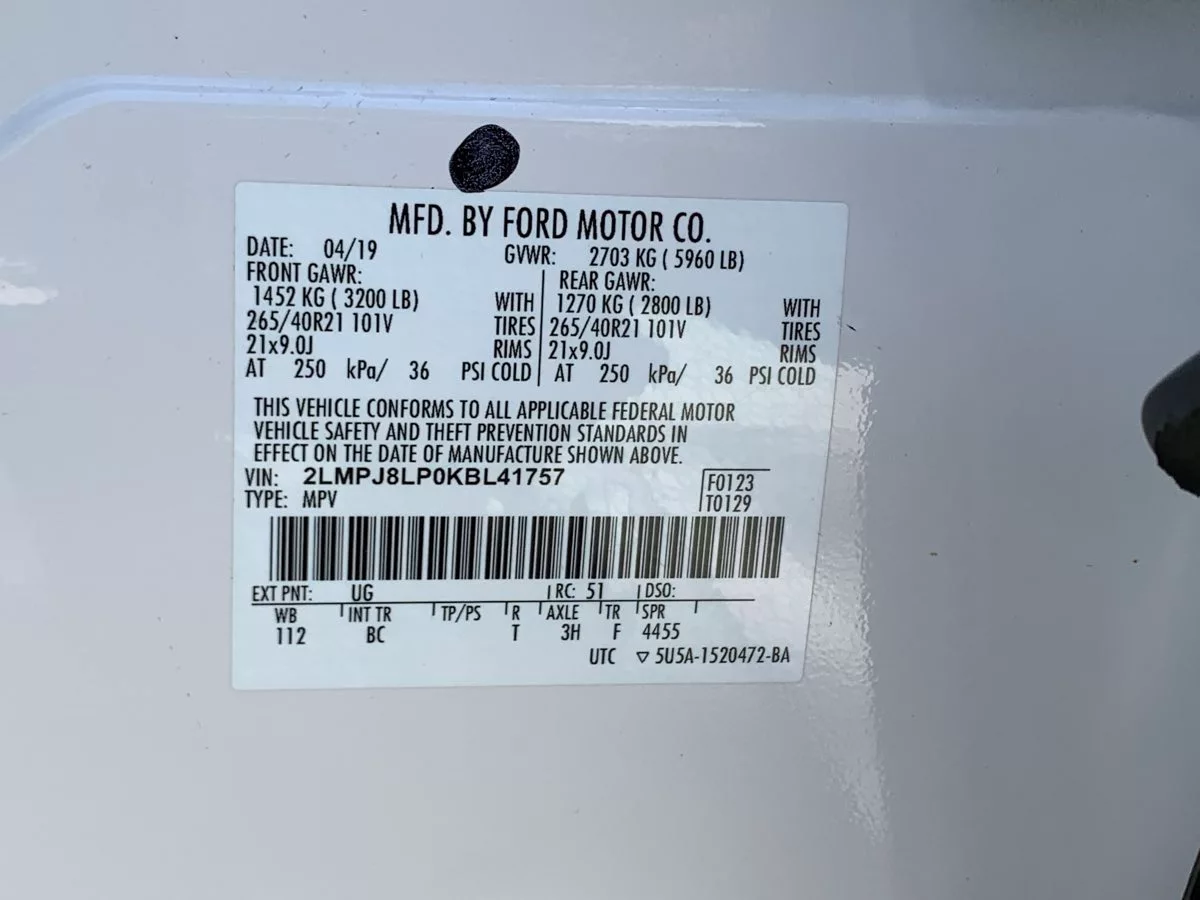 MFD. BY FORD MOTOR CO.
DATE: 04/19 GVWR: 2703 KG ( 5960 LB)
FRONT GAWR: REAR GAWR:
1452 KG ( 3200 LB) WITH 1270 KG ( 2800 LB) WITH
265/40R21 101V TIRES 265/40R21 101V TIRES
21x9.0J RIMS 21x9.0J RIMS
AT 250 kPa/ 36 PSI COLD AT 250 kPa/ 36 PSI COLD
THIS VEHICLE CONFORMS TO ALL APPLICABLE FEDERAL MOTOR
VEHICLE SAFETY AND THEFT PREVENTION STANDARDS IN
EFFECT ON THE DATE OF MANUFACTURE SHOWN ABOVE.
VIN: 2LMPJ8LP0KBL41757 F0123
TYPE: MPV T0129
EXT PNT: UG RC: 51 DSO:
WB INT TR TP/PS R AXLE TR SPR
112 BC T 3H F 4455
UTC ▽ 5U5A-1520472-BA